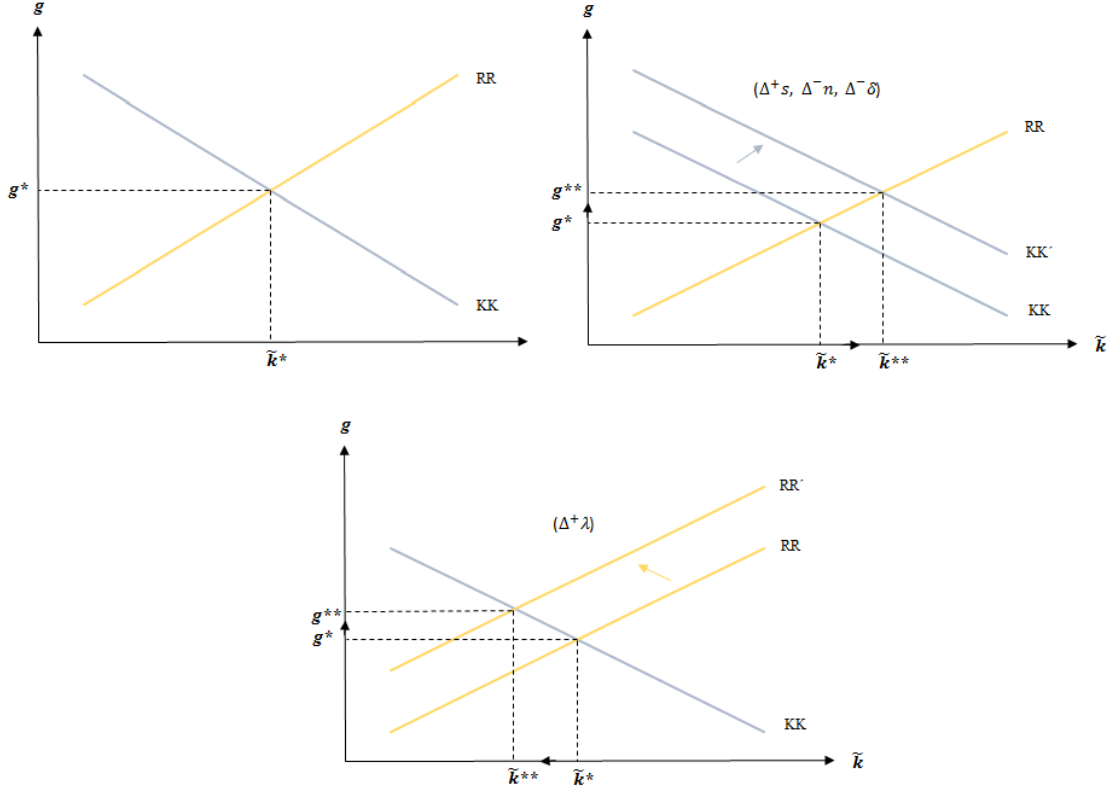 g
RR
g*
KK
k̃*
g
(Δ⁺s, Δ⁻n, Δ⁻δ)
RR
g**
g*
KK´
KK
k̃*
k̃**
k̃
g
RR´
(Δ⁺λ)
RR
g**
g*
KK
k̃**
k̃*
k̃